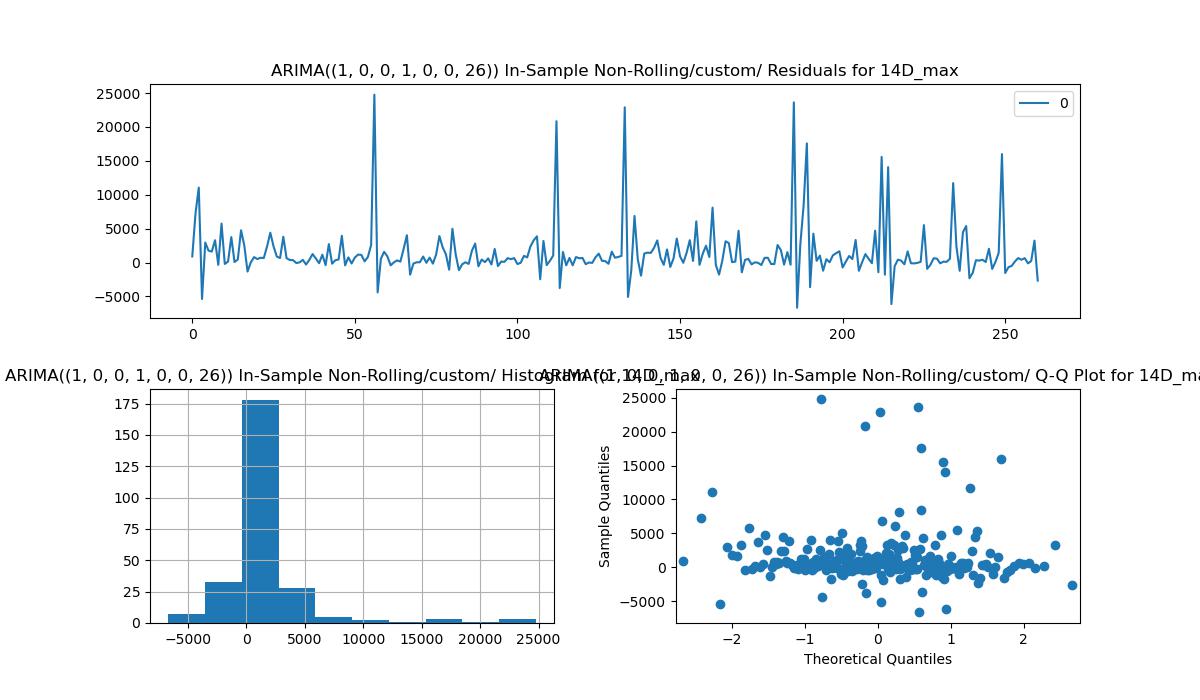 ARIMA((1, 0, 0, 1, 0, 0, 26)) In-Sample Non-Rolling/custom/ Residuals for 14D_max
25000
20000
15000
10000
5000
0
−5000
0
0 50 100 150 200 250
ARIMA((1, 0, 0, 1, 0, 0, 26)) In-Sample Non-Rolling/custom/ Histogram for 14D_max
175
150
125
100
75
50
25
0
−5000 0 5000 10000 15000 20000 25000
ARIMA((1, 0, 0, 1, 0, 0, 26)) In-Sample Non-Rolling/custom/ Q-Q Plot for 14D_ma
Sample Quantiles
25000
20000
15000
10000
5000
0
−5000
−2 −1 0 1 2
Theoretical Quantiles